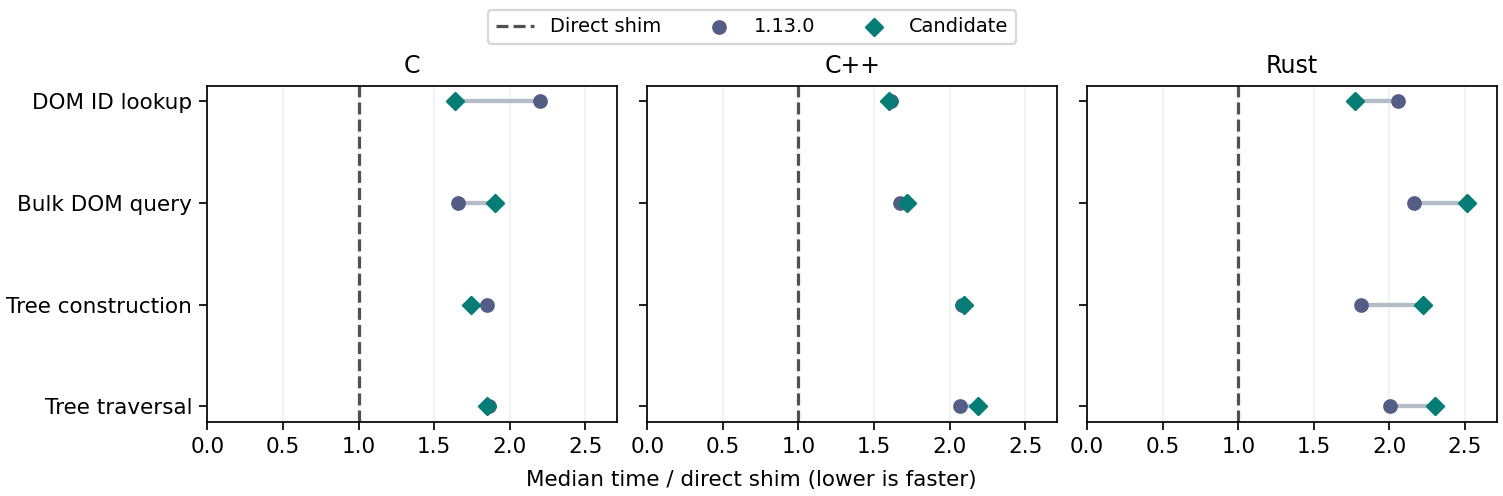 Direct shim 1.13.0 Candidate
C C++ Rust
DOM ID lookup
Bulk DOM query
Tree construction
Tree traversal
0.0 0.5 1.0 1.5 2.0 2.5 0.0 0.5 1.0 1.5 2.0 2.5 0.0 0.5 1.0 1.5 2.0 2.5
Median time / direct shim (lower is faster)